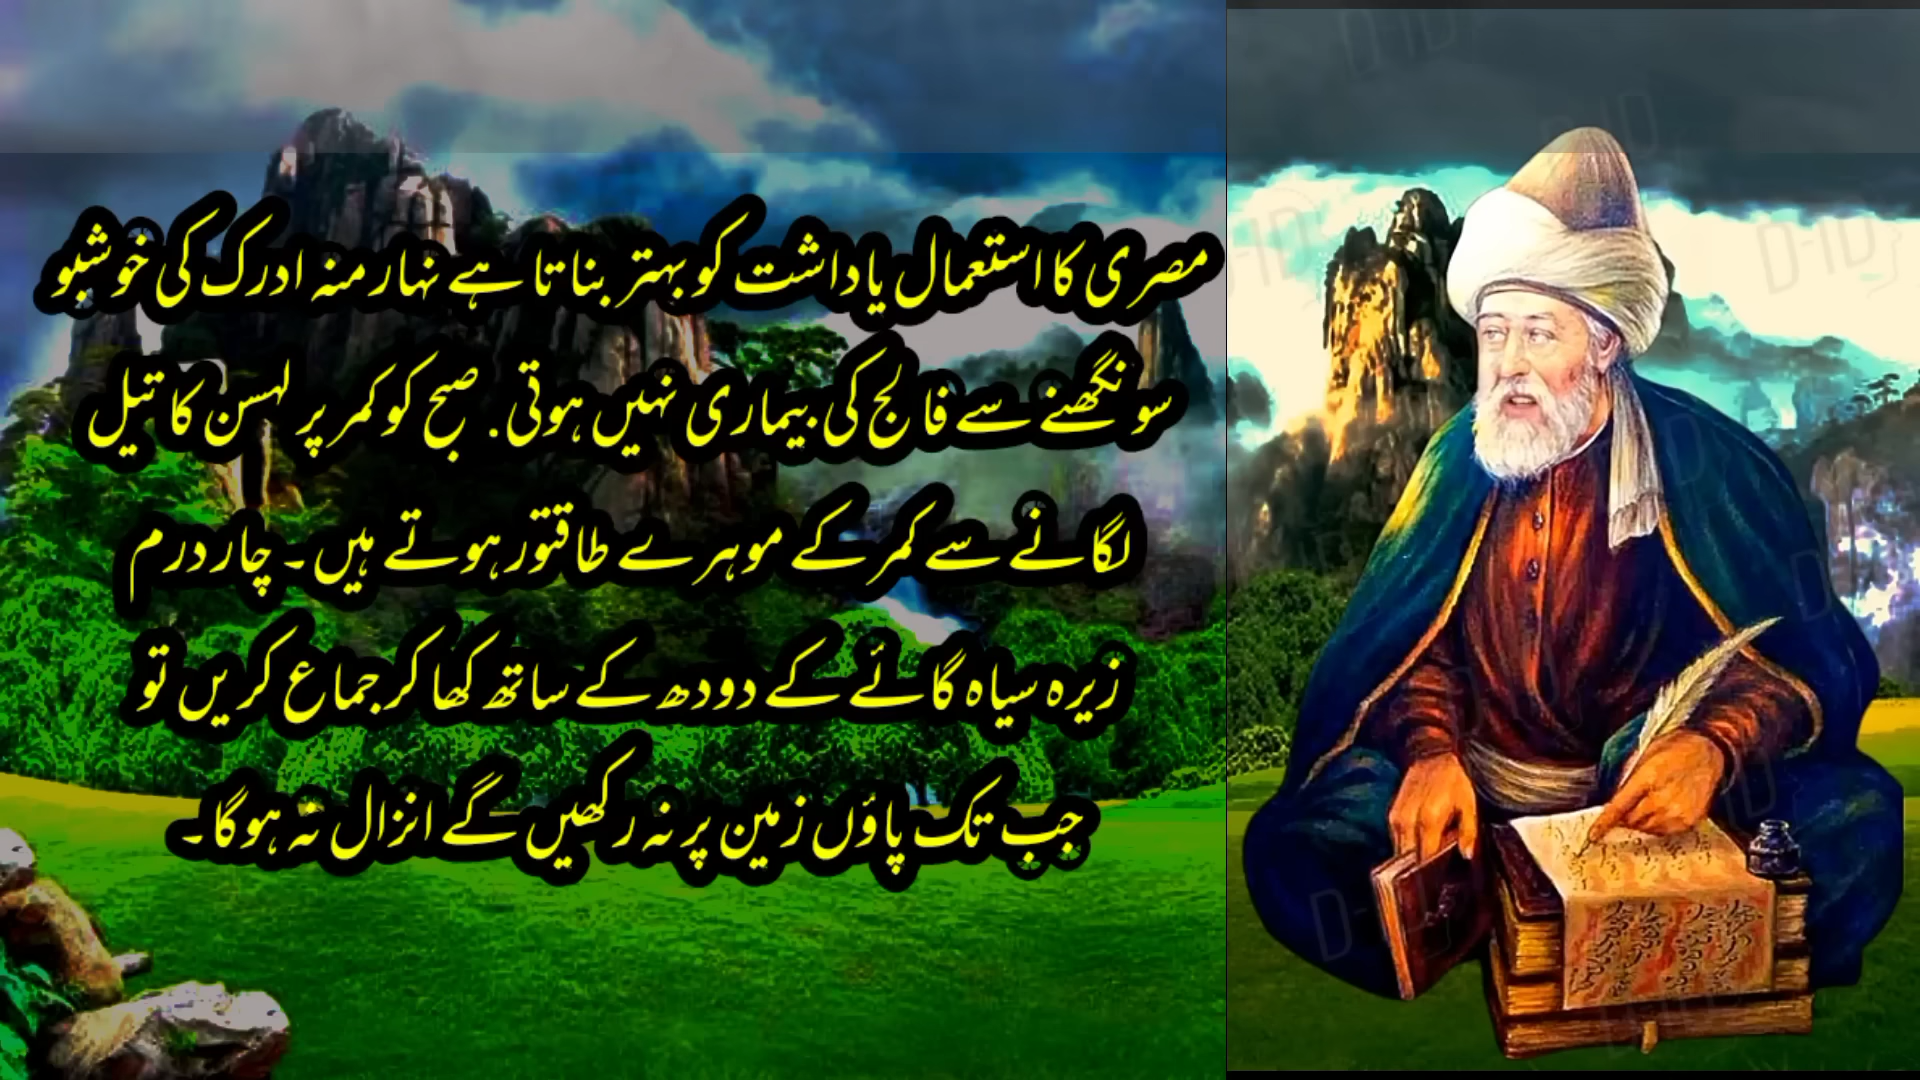 مصری کا استعمال یاداشت کو بہتر بناتا ہے نہار منہ ادرک کی خوشبو
سونگھنے سے فالج کی بیماری نہیں ہوتی. صبح کو کمر پر لہسن کا تیل
لگانے سے کمر کے موہرے طاقتور ہوتے ہیں۔ چار درم
زیرہ سیاہ گائے کے دودھ کے ساتھ کھا کر جماع کریں تو
جب تک پاؤں زمین پر نہ رکھیں گے انزال نہ ہوگا۔
D-ID